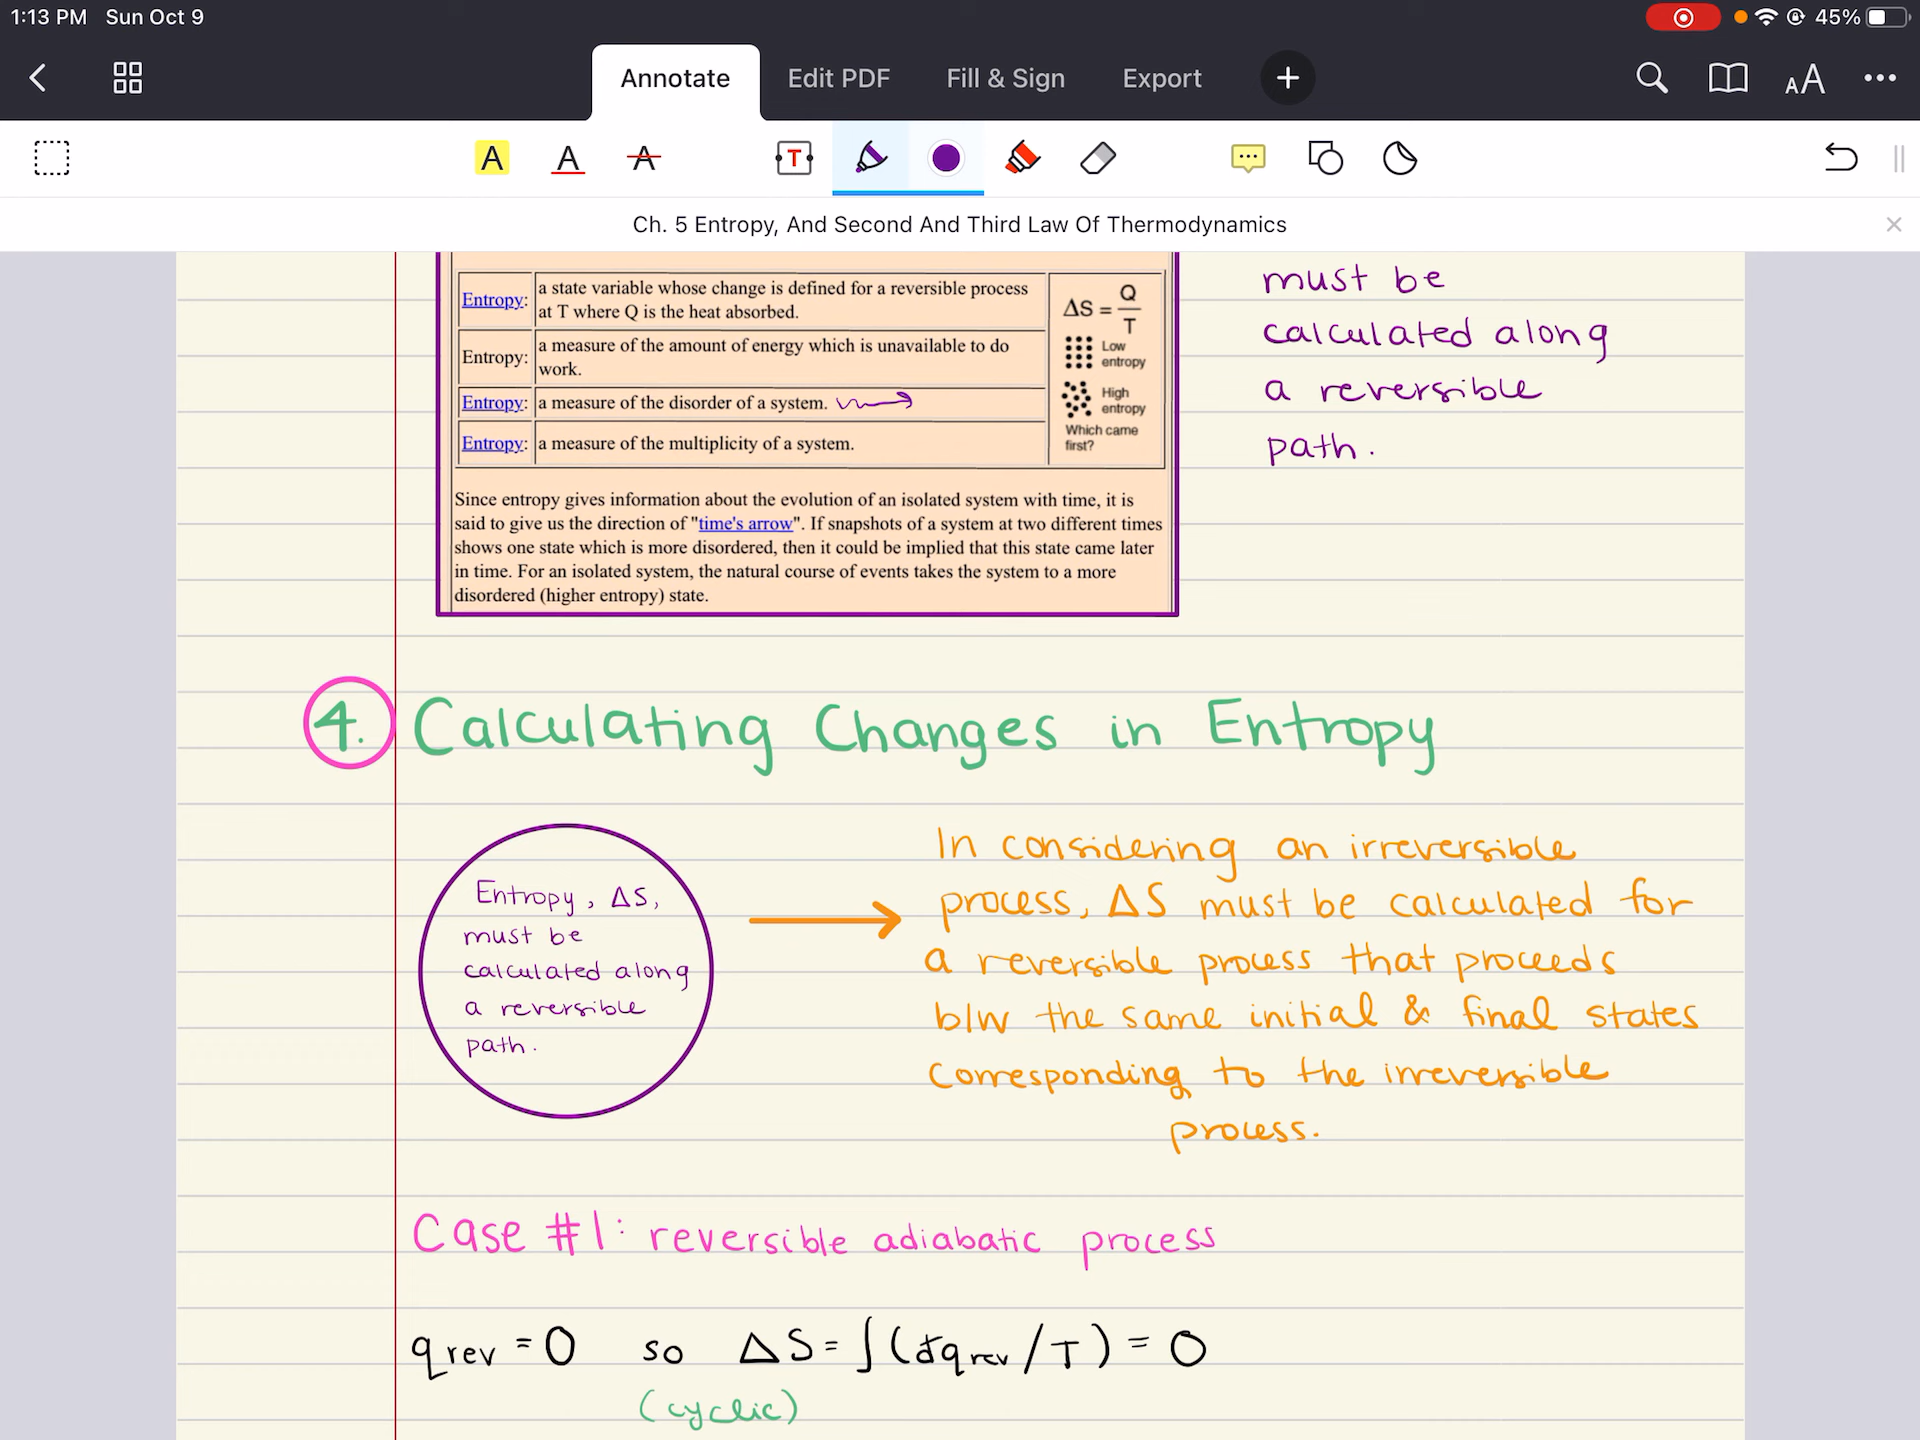 1:13 PM Sun Oct 9
45%
Annotate
Edit PDF
Fill & Sign
Export
AA
A
A
A
T
Ch. 5 Entropy, And Second And Third Law Of Thermodynamics
Entropy: a state variable whose change is defined for a reversible process
at T where Q is the heat absorbed.
Entropy: a measure of the amount of energy which is unavailable to do
work.
Entropy: a measure of the disorder of a system.
Entropy: a measure of the multiplicity of a system.
ΔS = Q/T
Low
entropy
High
entropy
Which came
first?
Since entropy gives information about the evolution of an isolated system with time, it is
said to give us the direction of "time's arrow". If snapshots of a system at two different times
shows one state which is more disordered, then it could be implied that this state came later
in time. For an isolated system, the natural course of events takes the system to a more
disordered (higher entropy) state.
must be
calculated along
a reversible
path.
4. Calculating Changes in Entropy
Entropy, ΔS,
must be
calculated along
a reversible
path.
In considering an irreversible
process, ΔS must be calculated for
a reversible process that proceeds
b/w the same initial & final states
corresponding to the irreversible
process.
Case #1: reversible adiabatic process
qrev = 0 so ΔS = ∫(đqrev/T) = 0
(cyclic)